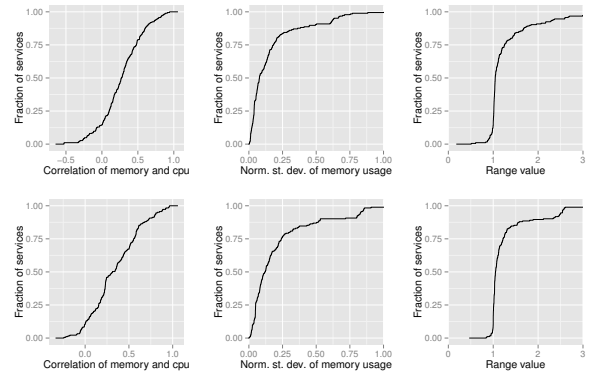 1.00
0.75
0.50
0.25
0.00
Fraction of services
−0.5 0.0 0.5 1.0
Correlation of memory and cpu
1.00
0.75
0.50
0.25
0.00
Fraction of services
0.00 0.25 0.50 0.75 1.00
Norm. st. dev. of memory usage
1.00
0.75
0.50
0.25
0.00
Fraction of services
0 1 2 3
Range value
1.00
0.75
0.50
0.25
0.00
Fraction of services
0.0 0.5 1.0
Correlation of memory and cpu
1.00
0.75
0.50
0.25
0.00
Fraction of services
0.00 0.25 0.50 0.75 1.00
Norm. st. dev. of memory usage
1.00
0.75
0.50
0.25
0.00
Fraction of services
0 1 2 3
Range value